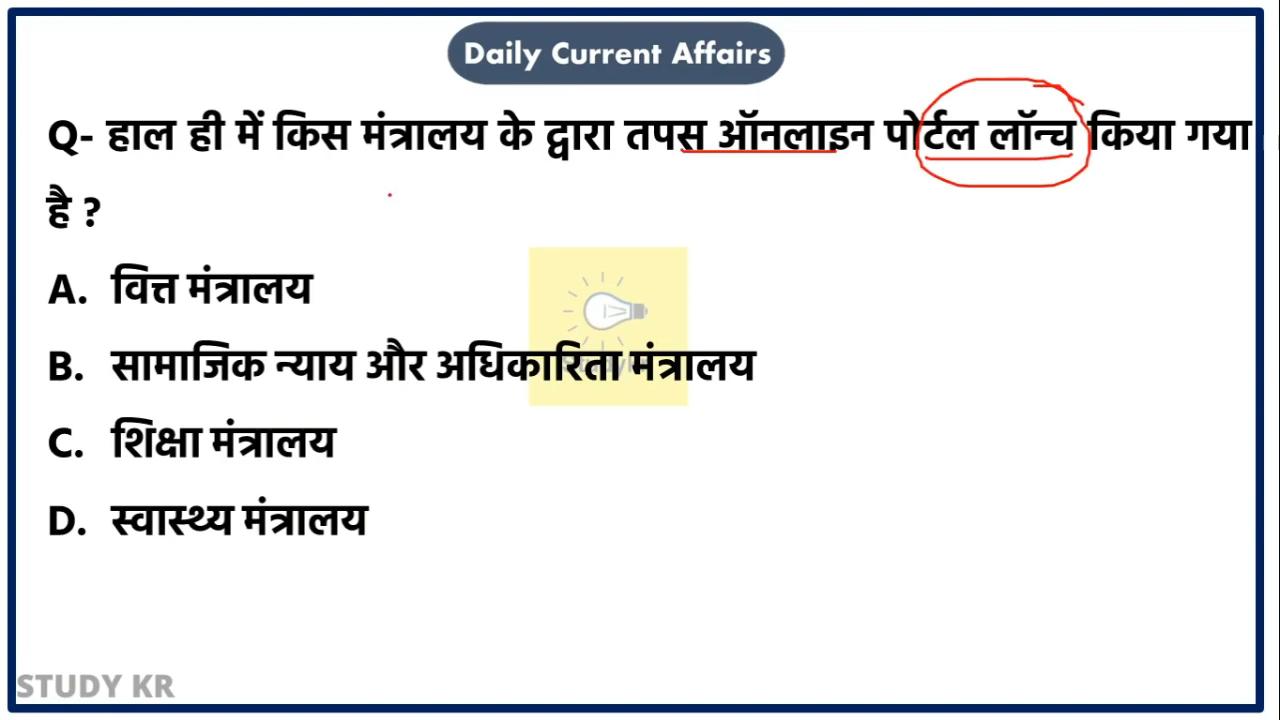 Daily Current Affairs
Q- हाल ही में किस मंत्रालय के द्वारा तपस ऑनलाइन पोर्टल लॉन्च किया गया
है ?
A. वित्त मंत्रालय
B. सामाजिक न्याय और अधिकारिता मंत्रालय
C. शिक्षा मंत्रालय
D. स्वास्थ्य मंत्रालय
STUDY KR